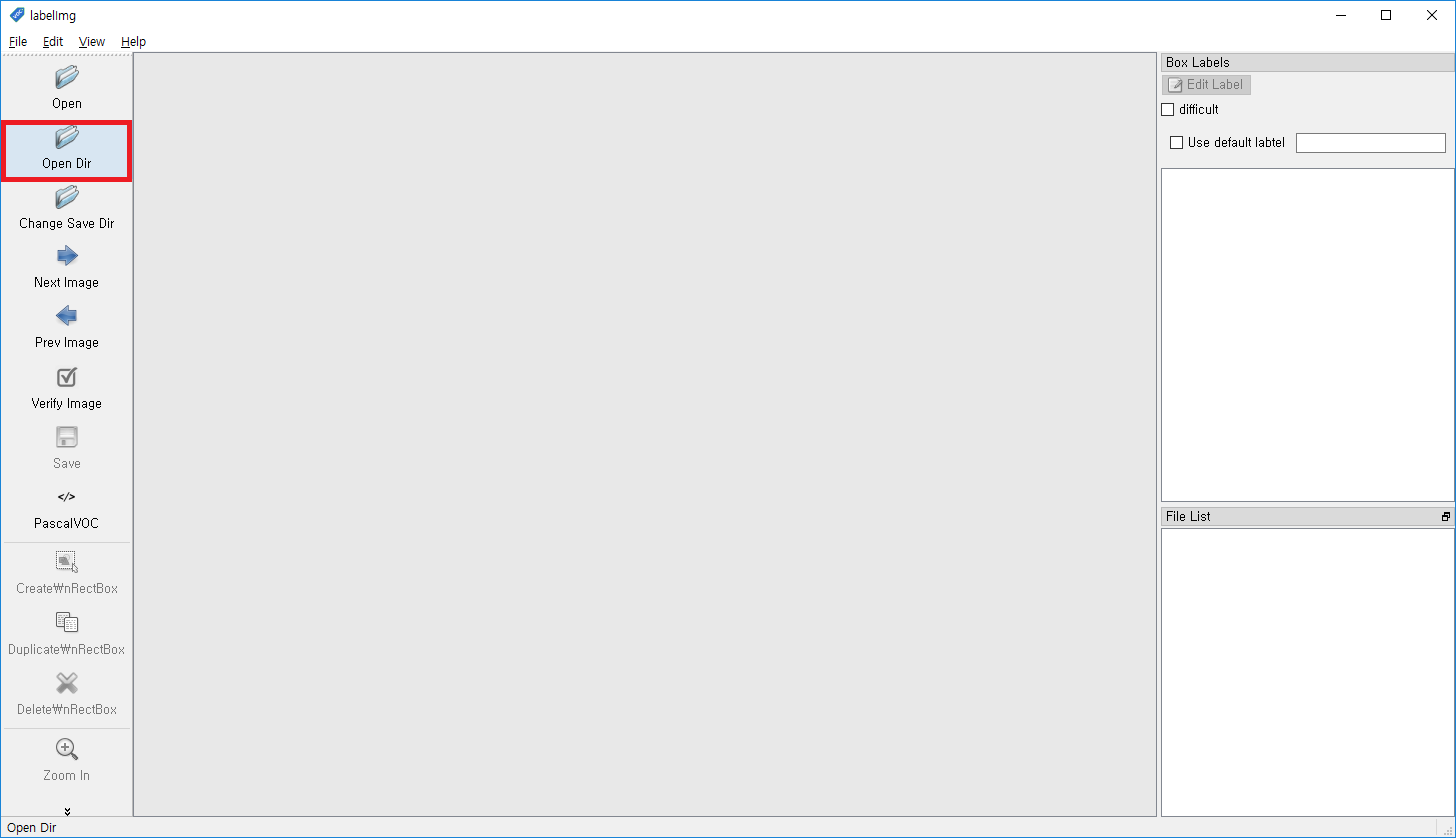 labelImg
File Edit View Help
Open
Open Dir
Change Save Dir
Next Image
Prev Image
Verify Image
Save
</>
PascalVOC
Create₩nRectBox
Duplicate₩nRectBox
Delete₩nRectBox
Zoom In
Box Labels
Edit Label
difficult
Use default labtel
File List
Open Dir